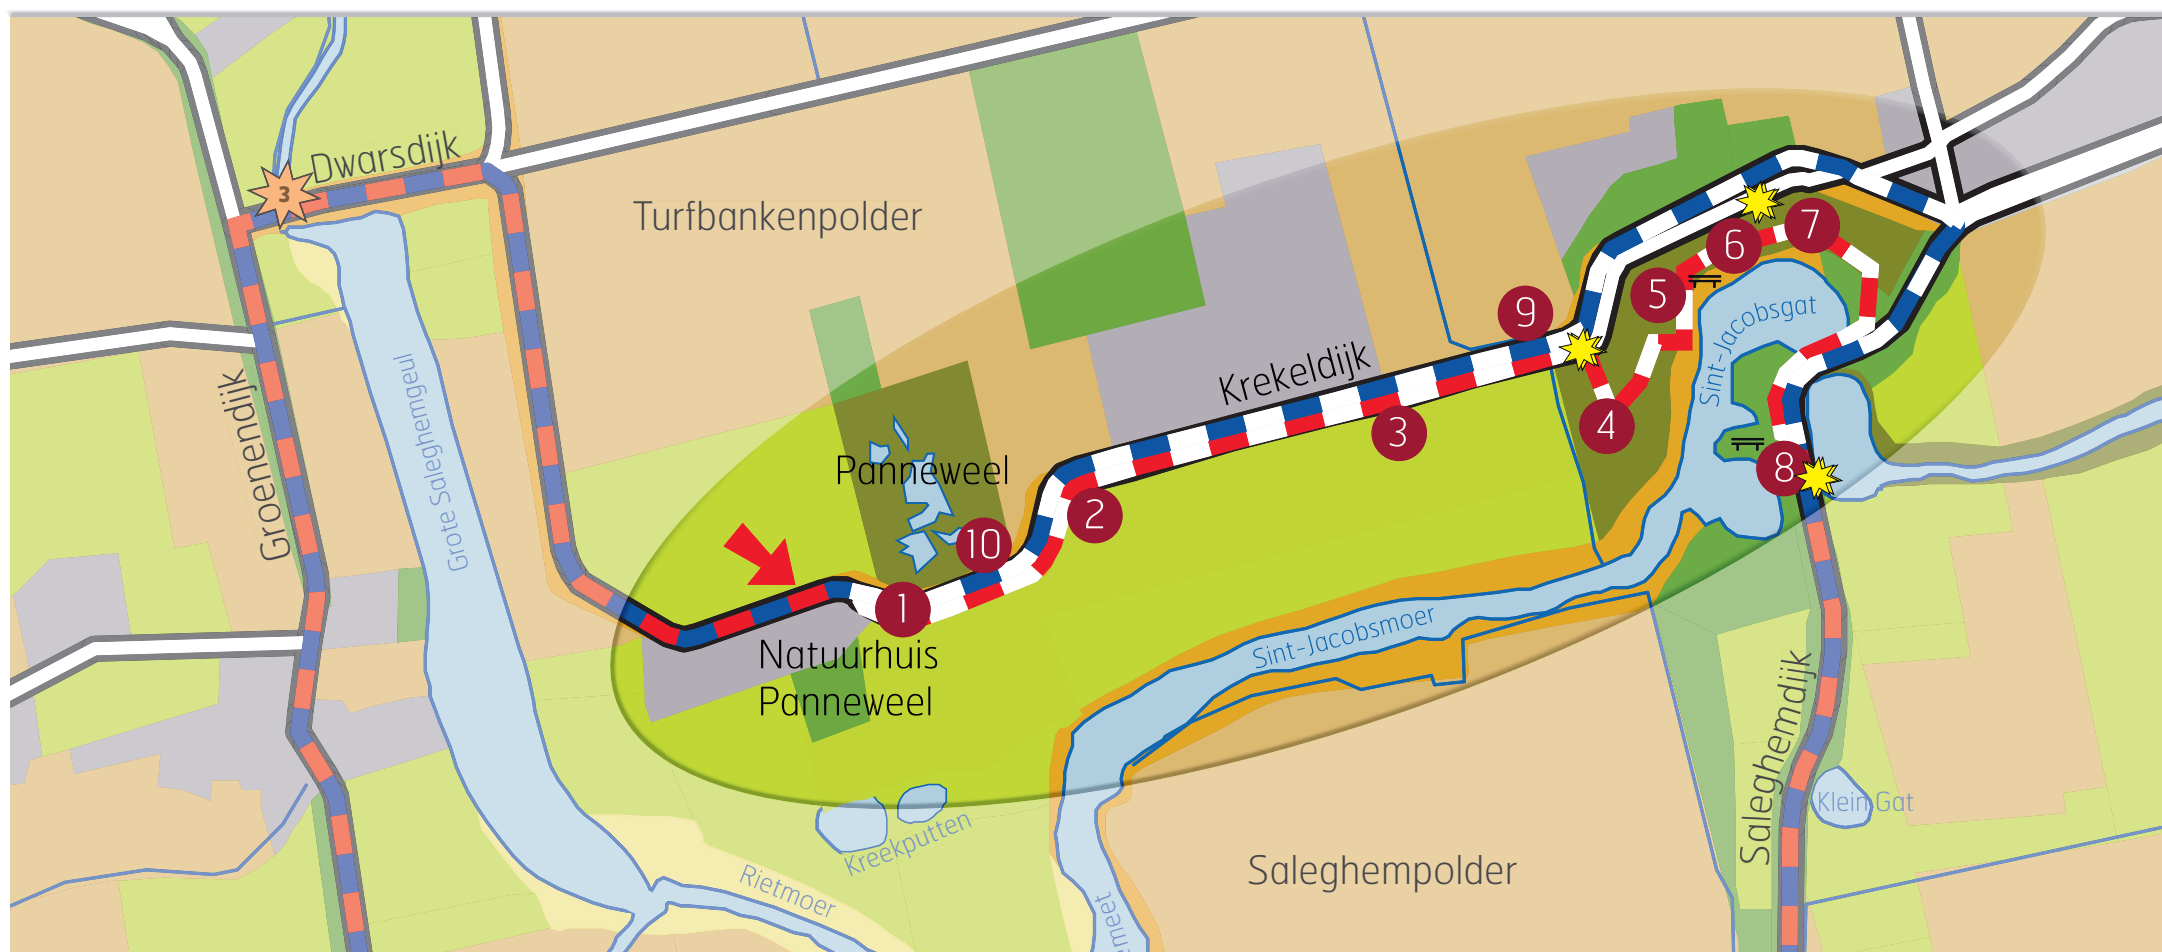 3
Dwarsdijk
Turfbankenpolder
7
6
5
Sint-Jacobsgat
9
Krekeldijk
Groenendijk
Grote Saleghemgeul
4
3
Panneweel
8
2
10
1
Natuurhuis
Panneweel
Sint-Jacobsmoer
Saleghemdijk
Klein Gat
Kreekputten
Rietmoer
Saleghempolder
meet